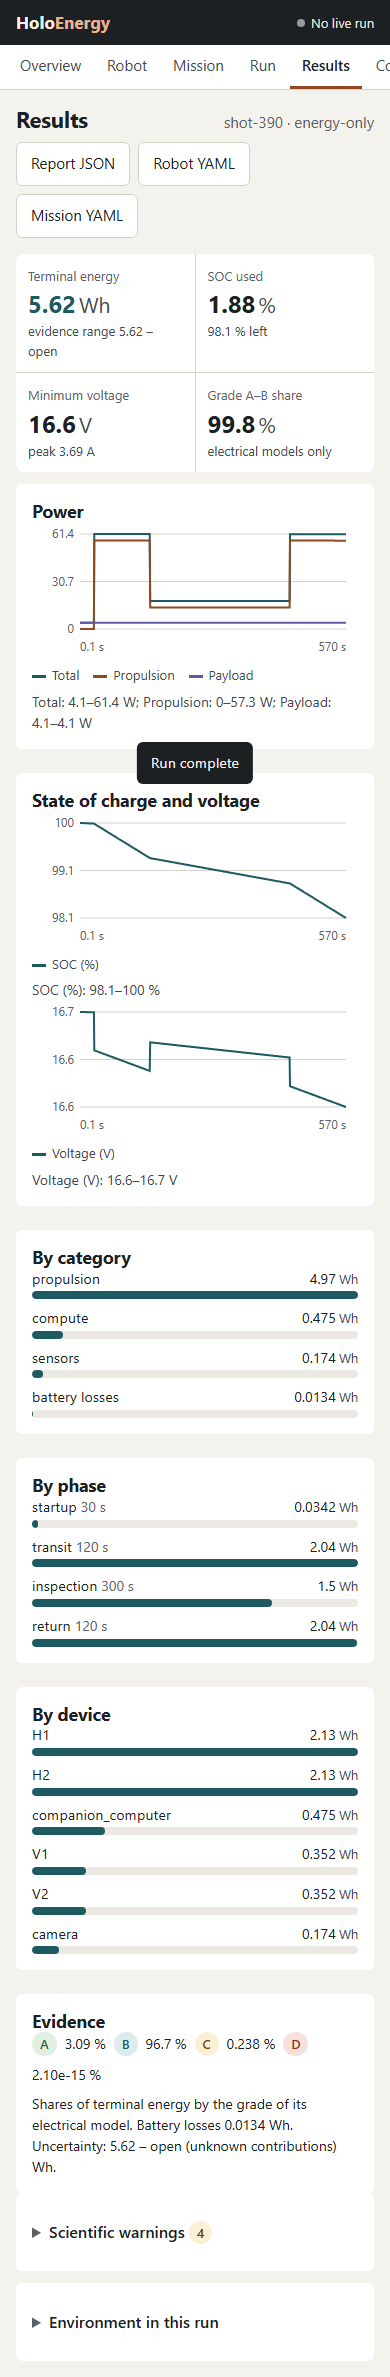 HoloEnergy
No live run
Overview Robot Mission Run Results Co
Results
shot-390 · energy-only
Report JSON Robot YAML
Mission YAML
Terminal energy
5.62 Wh
evidence range 5.62 –
open
SOC used
1.88 %
98.1 % left
Minimum voltage
16.6 V
peak 3.69 A
Grade A–B share
99.8 %
electrical models only
Power
61.4
30.7
0
0.1 s 570 s
Total Propulsion Payload
Total: 4.1–61.4 W; Propulsion: 0–57.3 W; Payload:
4.1–4.1 W
Run complete
State of charge and voltage
100
99.1
98.1
0.1 s 570 s
SOC (%)
SOC (%): 98.1–100 %
16.7
16.6
16.6
0.1 s 570 s
Voltage (V)
Voltage (V): 16.6–16.7 V
By category
propulsion 4.97 Wh
compute 0.475 Wh
sensors 0.174 Wh
battery losses 0.0134 Wh
By phase
startup 30 s 0.0342 Wh
transit 120 s 2.04 Wh
inspection 300 s 1.5 Wh
return 120 s 2.04 Wh
By device
H1 2.13 Wh
H2 2.13 Wh
companion_computer 0.475 Wh
V1 0.352 Wh
V2 0.352 Wh
camera 0.174 Wh
Evidence
A 3.09 % B 96.7 % C 0.238 % D
2.10e-15 %
Shares of terminal energy by the grade of its
electrical model. Battery losses 0.0134 Wh.
Uncertainty: 5.62 – open (unknown contributions)
Wh.
Scientific warnings 4
Environment in this run